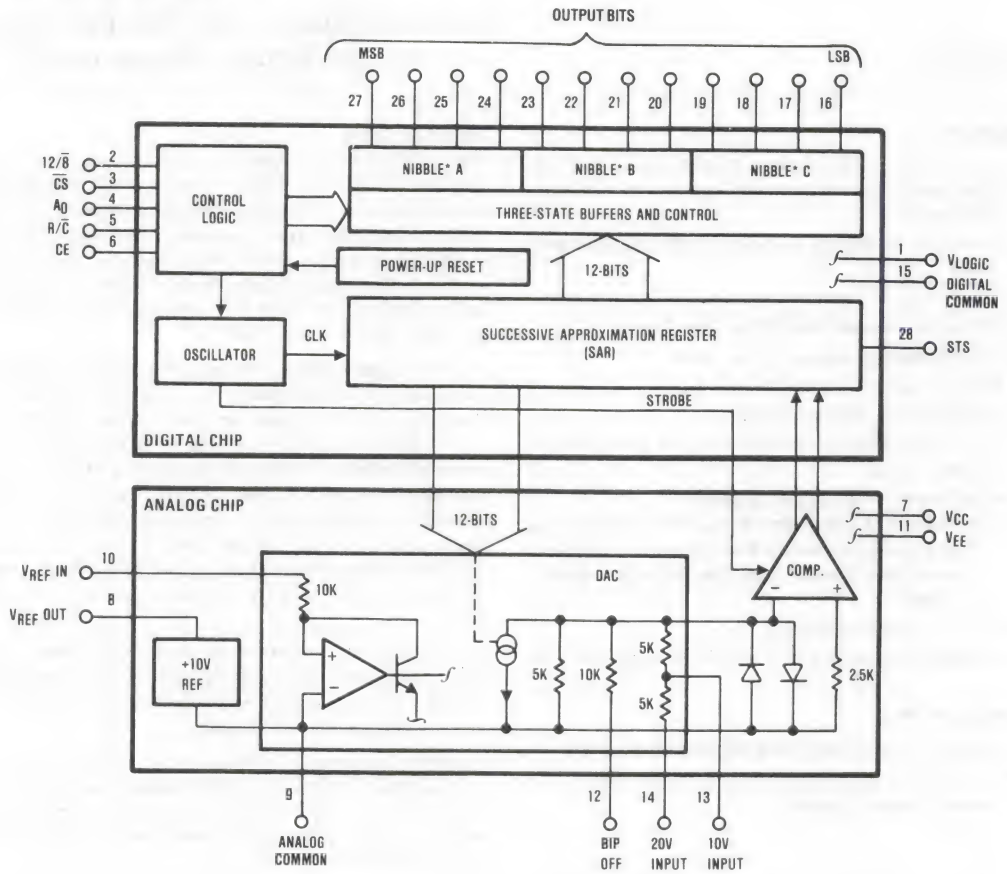 OUTPUT BITS
MSB
LSB
27
26
25
24
23
22
21
20
19
18
17
16
12/8̅
2
C̅S̅
3
A0
4
R/C̅
5
CE
6
CONTROL
LOGIC
NIBBLE* A
NIBBLE* B
NIBBLE* C
THREE-STATE BUFFERS AND CONTROL
POWER-UP RESET
12-BITS
1
VLOGIC
15
DIGITAL
COMMON
OSCILLATOR
CLK
SUCCESSIVE APPROXIMATION REGISTER
(SAR)
28
STS
STROBE
DIGITAL CHIP
ANALOG CHIP
12-BITS
7
VCC
11
VEE
10
VREF IN
8
VREF OUT
DAC
COMP.
-
+
10K
+10V
REF
+
-
5K
10K
5K
5K
2.5K
9
ANALOG
COMMON
12
BIP
OFF
14
20V
INPUT
13
10V
INPUT